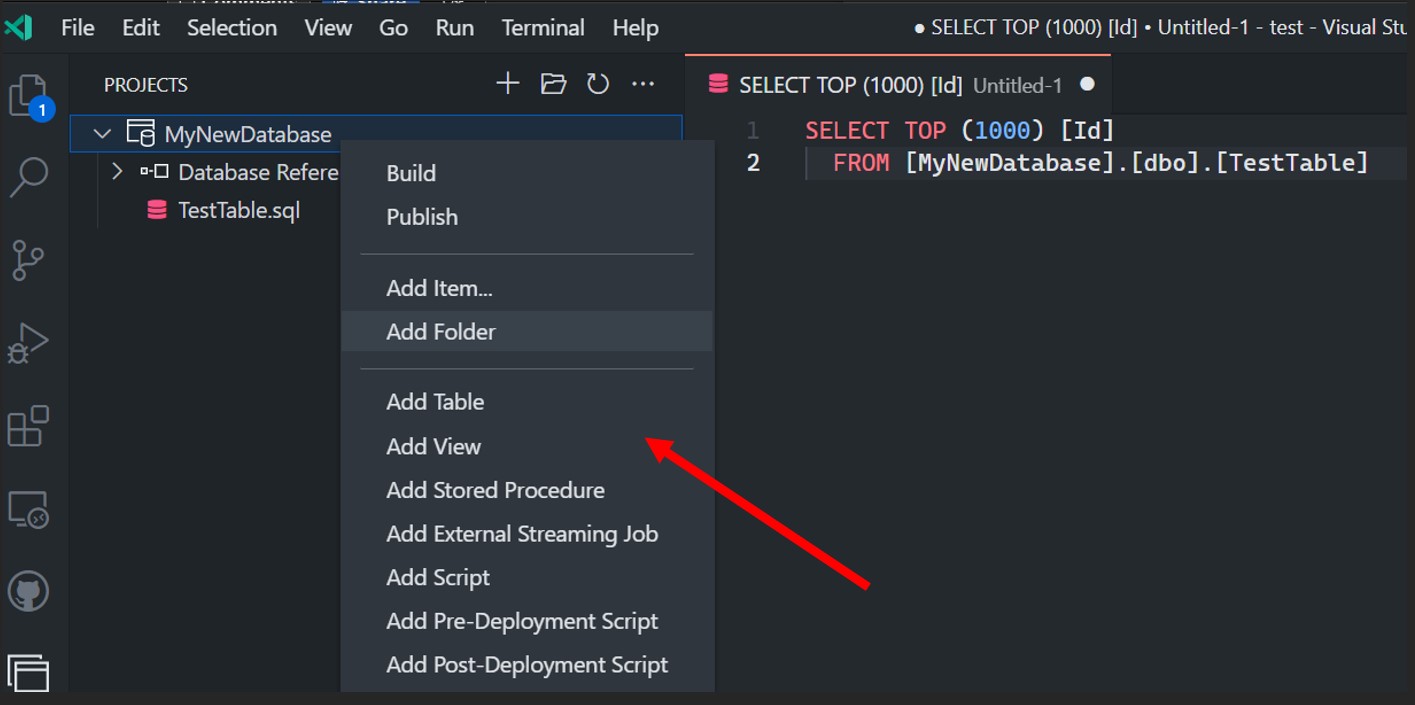 File Edit Selection View Go Run Terminal Help ● SELECT TOP (1000) [Id] • Untitled-1 - test - Visual Stu
PROJECTS
SELECT TOP (1000) [Id] Untitled-1 ●
1
MyNewDatabase
Database Refere
TestTable.sql
Build
Publish
Add Item...
Add Folder
Add Table
Add View
Add Stored Procedure
Add External Streaming Job
Add Script
Add Pre-Deployment Script
Add Post-Deployment Script
1 SELECT TOP (1000) [Id]
2 FROM [MyNewDatabase].[dbo].[TestTable]